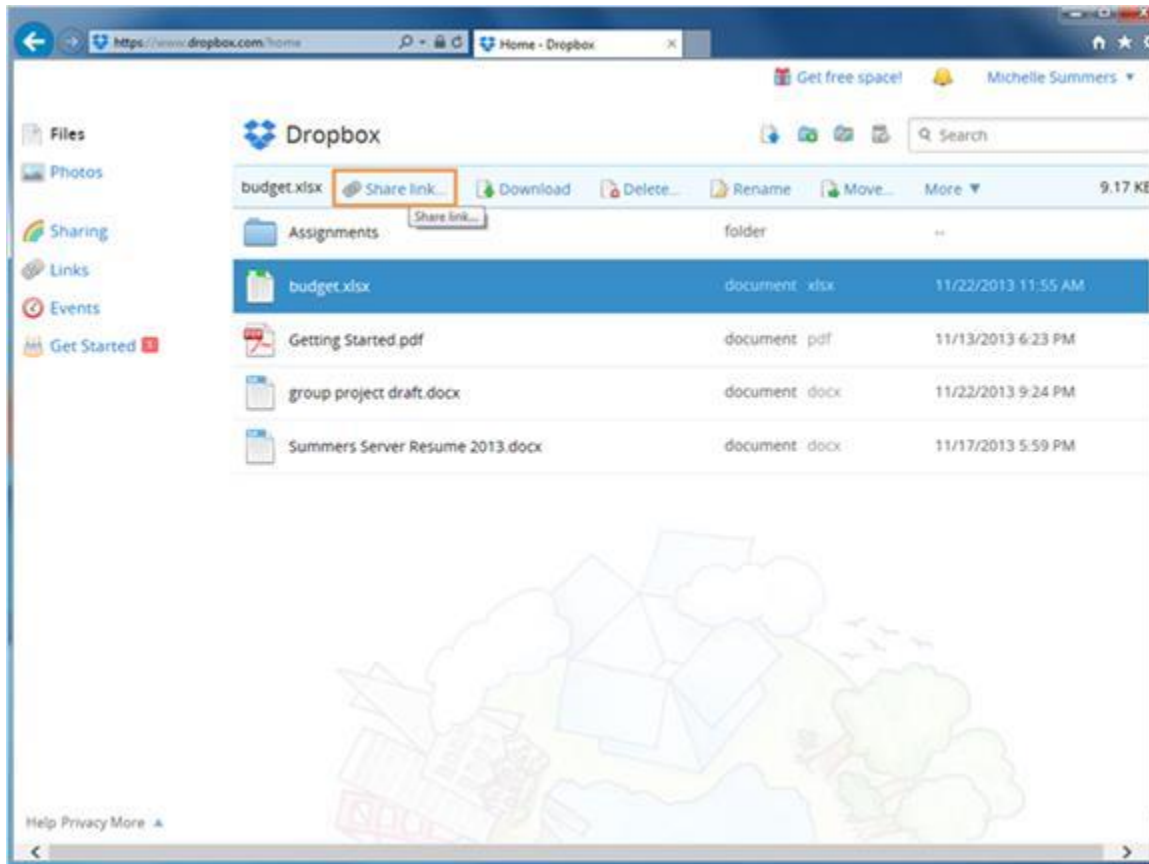 https://www.dropbox.com/home Home - Dropbox
Get free space! Michelle Summers
Files
Photos
Sharing
Links
Events
Get Started
Dropbox Search
budget.xlsx Share link... Download Delete... Rename Move... More ▼ 9.17 KB
Share link...
Assignments folder --
budget.xlsx document xlsx 11/22/2013 11:55 AM
Getting Started.pdf document pdf 11/13/2013 6:23 PM
group project draft.docx document docx 11/22/2013 9:24 PM
Summers Server Resume 2013.docx document docx 11/17/2013 5:59 PM
Help Privacy More ▲